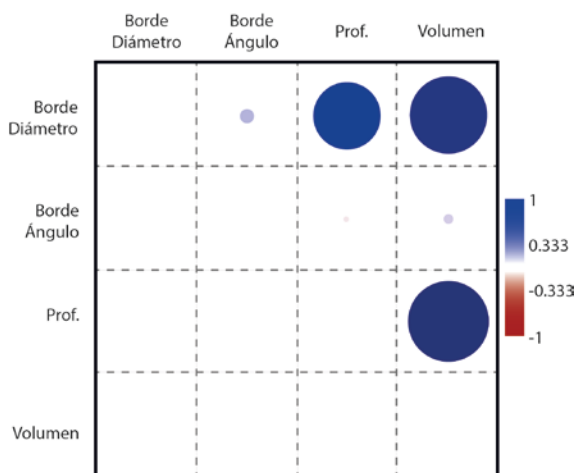 Borde
Diámetro
Borde
Ángulo
Prof.
Volumen
Borde
Diámetro
Borde
Ángulo
Prof.
Volumen
1
0.333
-0.333
-1